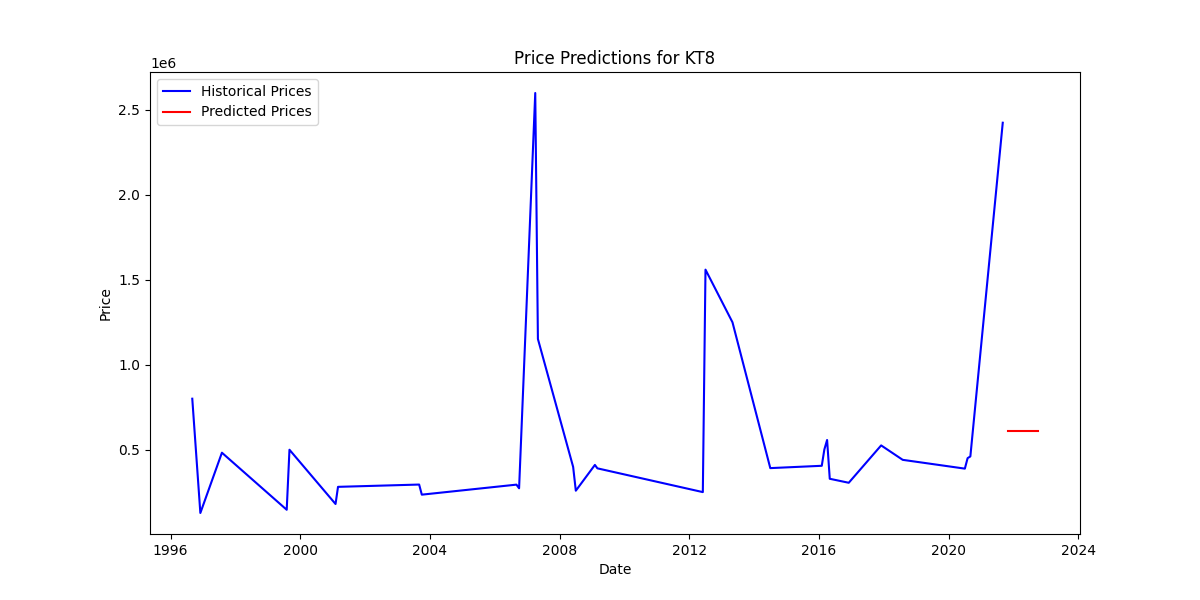 Price Predictions for KT8
1e6
Historical Prices
Predicted Prices
2.5
2.0
1.5
1.0
0.5
Price
1996 2000 2004 2008 2012 2016 2020 2024
Date